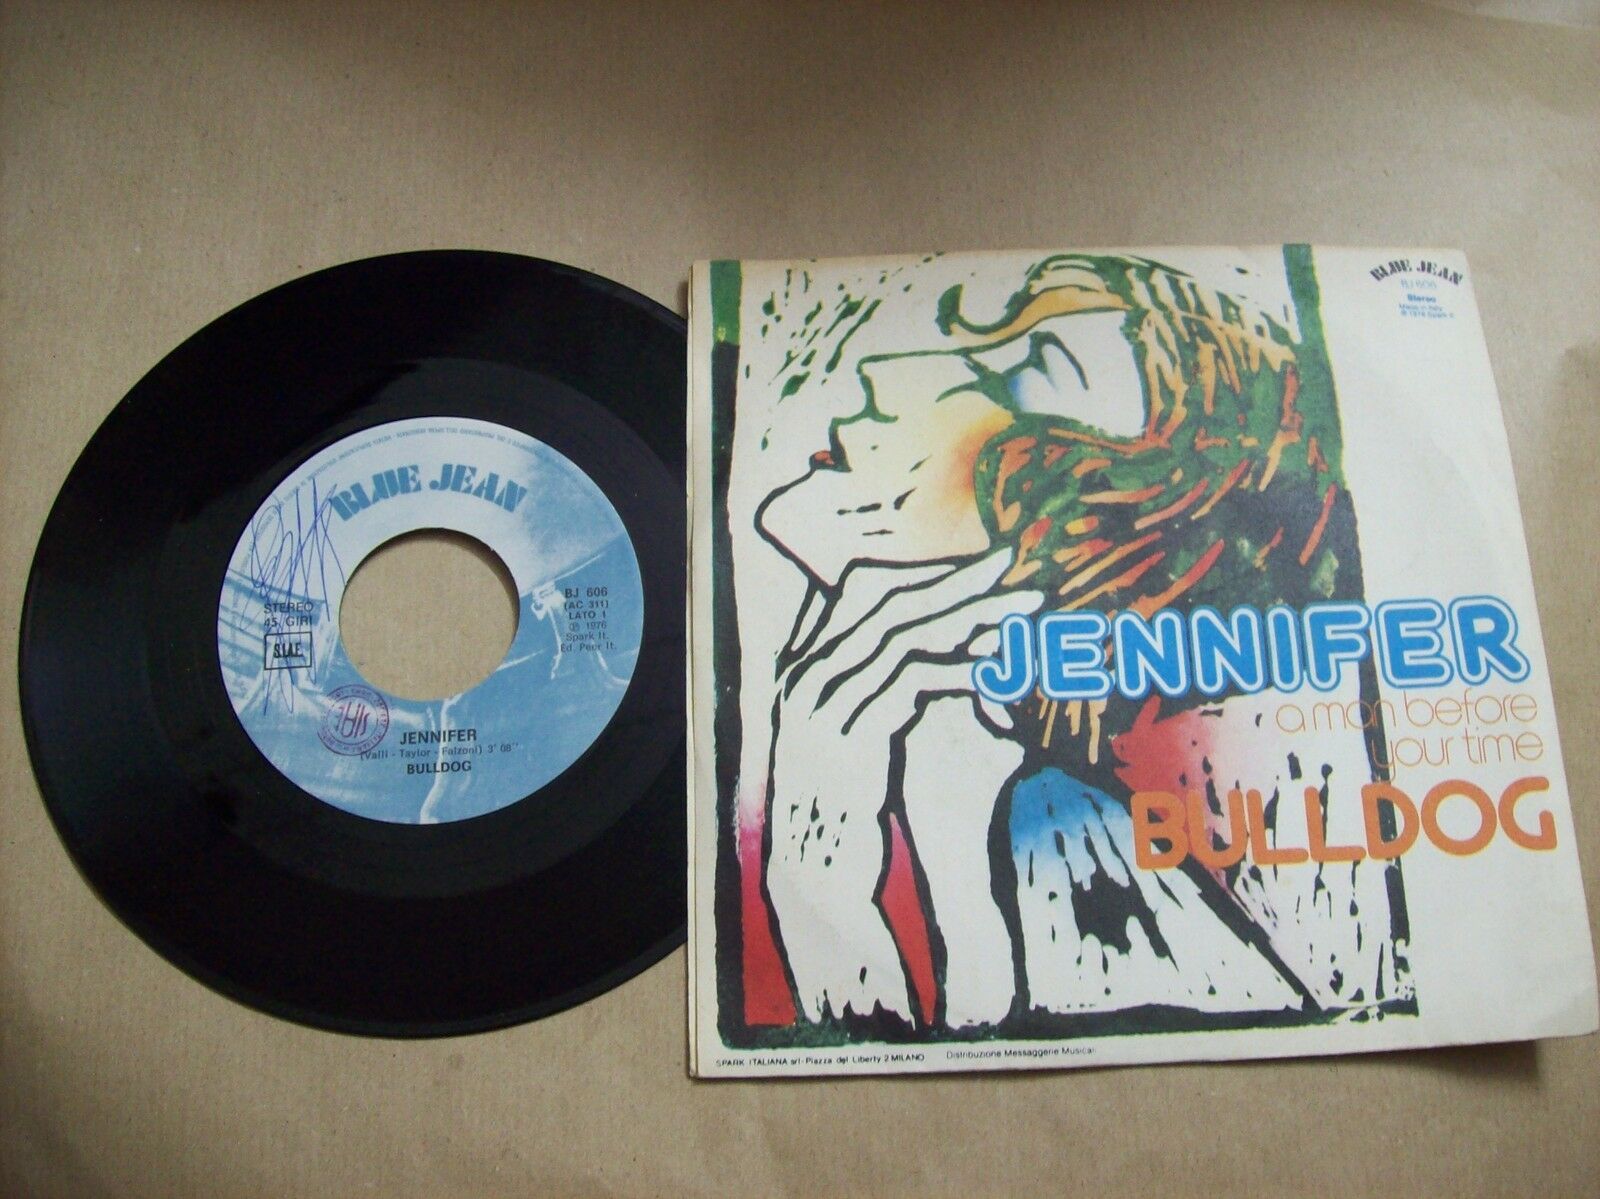 BLUE JEAN
STEREO
45 GIRI
S.I.A.E.
BJ 606
(AC 311)
LATO 1
℗ 1976
Spark It.
Ed. Peer It.
JENNIFER
(Valli - Taylor - Falzoni) 3' 08''
BULLDOG
BLUE JEAN
BJ 606
Stereo
Made in Italy
JENNIFER
a man before
your time
BULLDOG
SPARK ITALIANA srl - Piazza del Liberty 2 MILANO Distribuzione Messaggerie Musicali